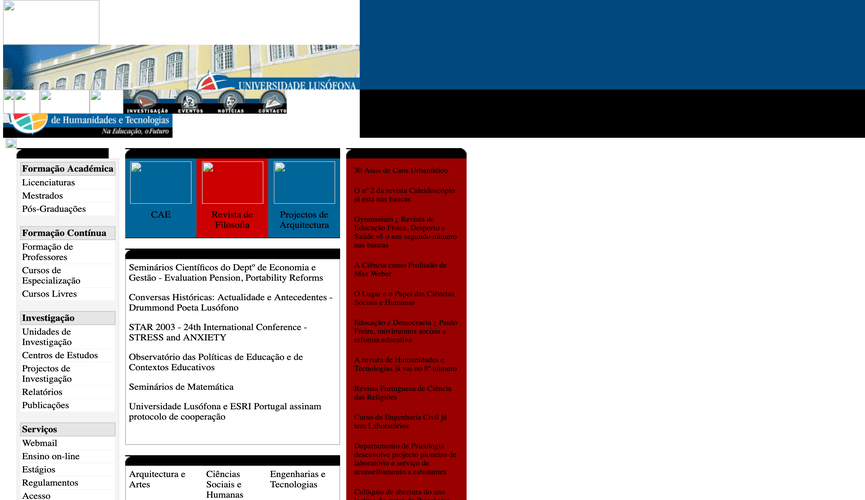 UNIVERSIDADE LUSÓFONA
INVESTIGAÇÃO EVENTOS NOTÍCIAS CONTACTO
de Humanidades e Tecnologias
Na Educação, o Futuro
Formação Académica
Licenciaturas
Mestrados
Pós-Graduações
Formação Contínua
Formação de
Professores
Cursos de
Especialização
Cursos Livres
Investigação
Unidades de
Investigação
Centros de Estudos
Projectos de
Investigação
Relatórios
Publicações
Serviços
Webmail
Ensino on-line
Estágios
Regulamentos
Acesso
CAE
Revista de
Filosofia
Projectos de
Arquitectura
Seminários Científicos do Deptº de Economia e
Gestão - Evaluation Pension, Portability Reforms
Conversas Históricas: Actualidade e Antecedentes -
Drummond Poeta Lusófono
STAR 2003 - 24th International Conference -
STRESS and ANXIETY
Observatório das Políticas de Educação e de
Contextos Educativos
Seminários de Matemática
Universidade Lusófona e ESRI Portugal assinam
protocolo de cooperação
Arquitectura e
Artes
Ciências
Sociais e
Humanas
Engenharias e
Tecnologias
30 Anos de Caos Urbanístico
O nº 2 da revista Caleidoscópio
já está nas bancas
Gymnasium ¿ Revista de
Educação Física, Desporto e
Saúde vê o seu segundo número
nas bancas
A Ciência como Profissão de
Max Weber
O Lugar e o Papel das Ciências
Sociais e Humanas
Educação e Democracia ¿ Paulo
Freire, movimentos sociais e
reforma educativa
A revista de Humanidades e
Tecnologias já vai no 8º número
Revista Portuguesa de Ciência
das Religiões
Curso de Engenharia Civil já
tem Laboratórios
Departamento de Psicologia
desenvolve projecto pioneiro de
laboratório e serviço de
aconselhamento a estudantes
Colóquio de abertura do ano